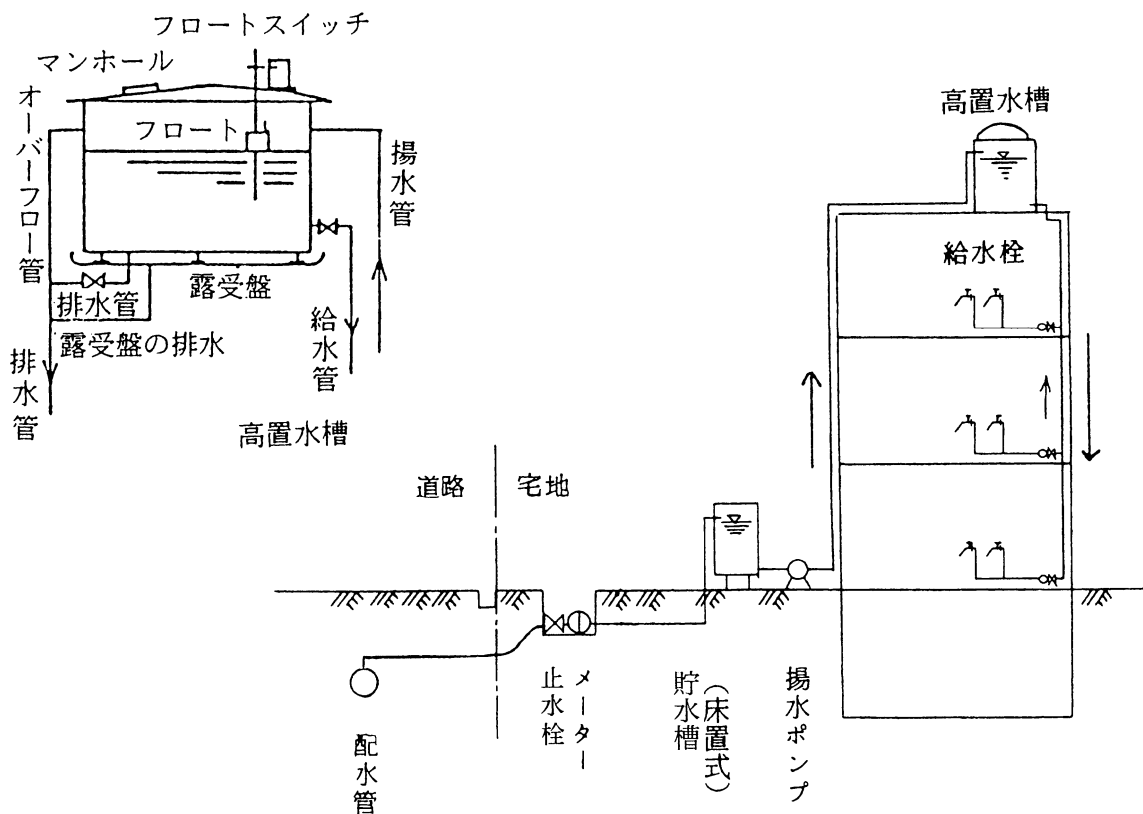 フロートスイッチ
マンホール
オーバーフロー管
フロート
揚水管
露受盤
排水管
露受盤の排水
給水管
排水管
高置水槽
高置水槽
給水栓
道路
宅地
配水管
止水栓
メーター
貯水槽
(床置式)
揚水ポンプ